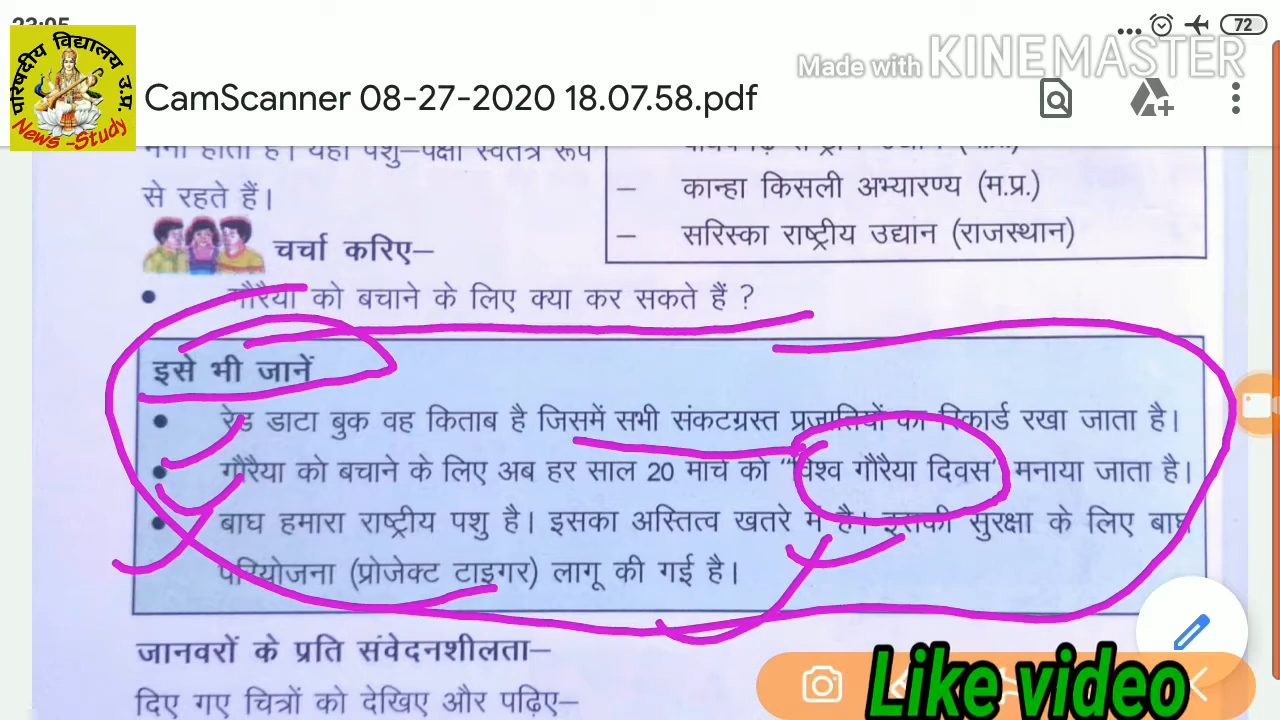 23:05
72
परिषदीय विद्यालय उ.प्र.
News -Study
Made with KINEMASTER
CamScanner 08-27-2020 18.07.58.pdf
से रहते हैं।
– कान्हा किसली अभ्यारण्य (म.प्र.)
– सरिस्का राष्ट्रीय उद्यान (राजस्थान)
चर्चा करिए–
● गौरैया को बचाने के लिए क्या कर सकते हैं ?
इसे भी जानें
● रेड डाटा बुक वह किताब है जिसमें सभी संकटग्रस्त प्रजातियों का रिकार्ड रखा जाता है।
● गौरैया को बचाने के लिए अब हर साल 20 मार्च को "विश्व गौरैया दिवस' मनाया जाता है।
● बाघ हमारा राष्ट्रीय पशु है। इसका अस्तित्व खतरे में है। इसकी सुरक्षा के लिए बाघ
परियोजना (प्रोजेक्ट टाइगर) लागू की गई है।
जानवरों के प्रति संवेदनशीलता–
दिए गए चित्रों को देखिए और पढ़िए–
Like video